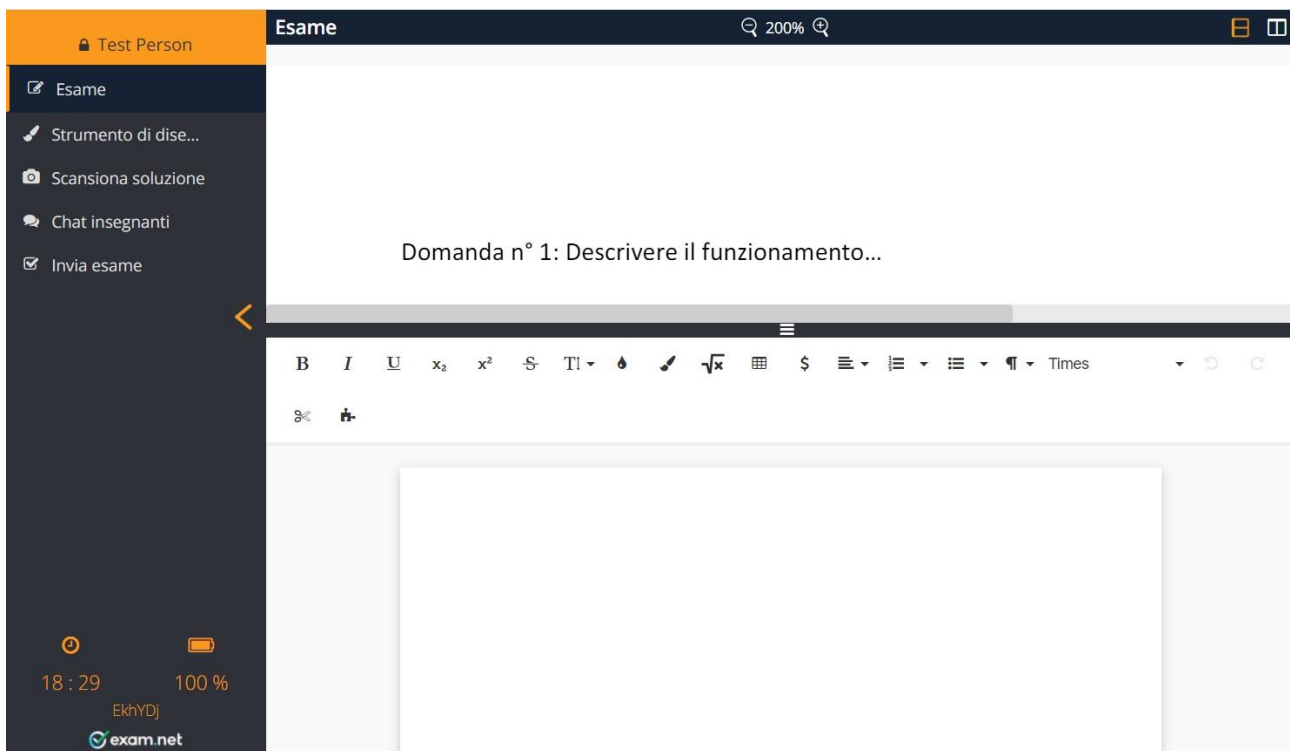 Test Person
Esame
Strumento di dise...
Scansiona soluzione
Chat insegnanti
Invia esame
18 : 29
100 %
EkhYDj
exam.net
Esame
200%
Domanda n° 1: Descrivere il funzionamento...
B I U x₂ x² S T! √x $ ¶ Times